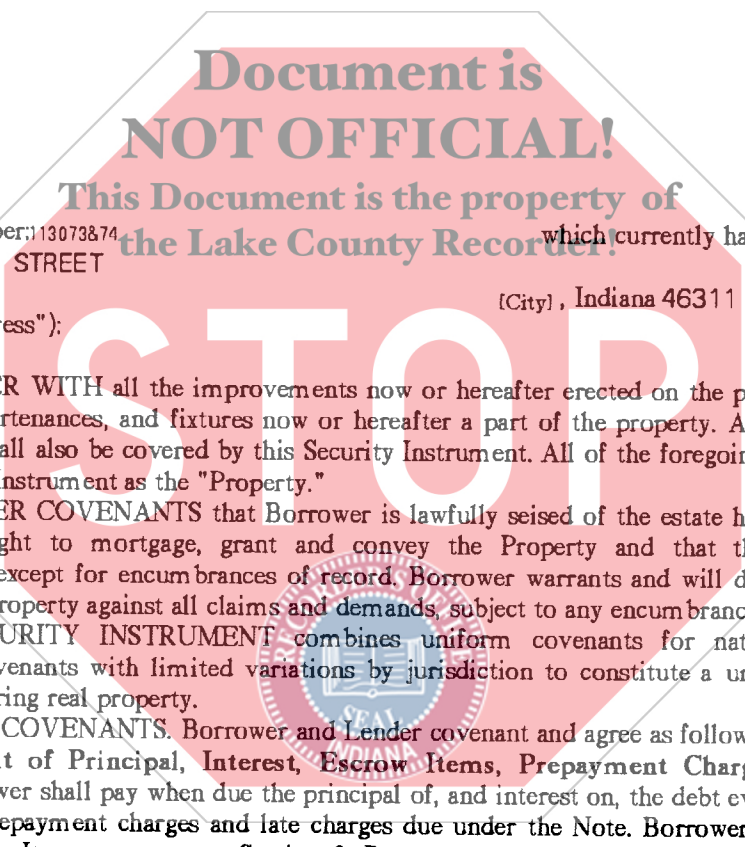 Document is
NOT OFFICIAL!
This Document is the property of
the Lake County Recorder!
ber:113073874 which currently ha
STREET
[City] , Indiana 46311
ress"):
STOP
ER WITH all the improvements now or hereafter erected on the p
rtenances, and fixtures now or hereafter a part of the property. A
all also be covered by this Security Instrument. All of the foregoin
Instrument as the "Property."
ER COVENANTS that Borrower is lawfully seised of the estate h
ght to mortgage, grant and convey the Property and that th
except for encumbrances of record. Borrower warrants and will d
roperty against all claims and demands, subject to any encumbranc
URITY INSTRUMENT combines uniform covenants for nat
venants with limited variations by jurisdiction to constitute a un
ring real property.
COVENANTS. Borrower and Lender covenant and agree as follow
t of Principal, Interest, Escrow Items, Prepayment Charg
wer shall pay when due the principal of, and interest on, the debt ev
repayment charges and late charges due under the Note. Borrower
SEAL
INDIANA